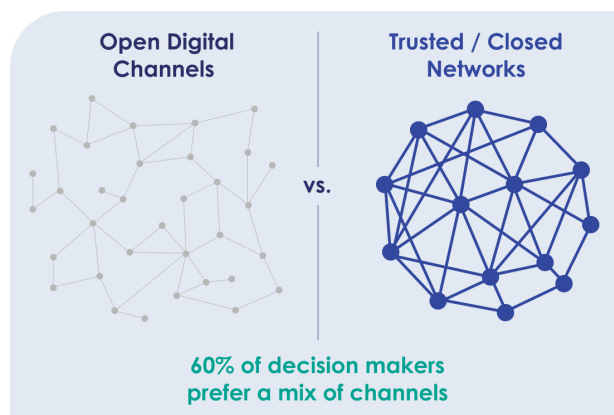 Open Digital
Channels
vs.
Trusted / Closed
Networks
60% of decision makers
prefer a mix of channels